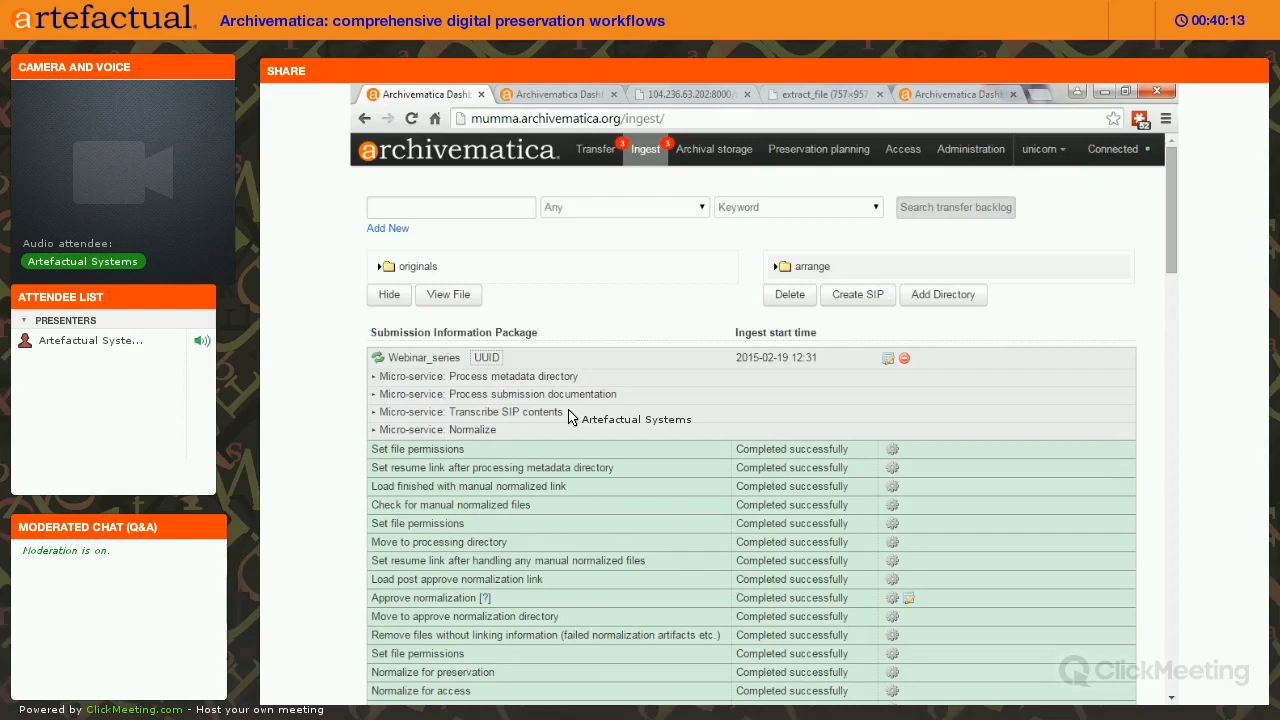 artefactual.
Archivematica: comprehensive digital preservation workflows
00:40:13
CAMERA AND VOICE
Audio attendee:
Artefactual Systems
ATTENDEE LIST
PRESENTERS
Artefactual Syste...
MODERATED CHAT (Q&A)
Moderation is on.
SHARE
Archivematica Dashb
Archivematica Dashb
104.236.63.202:8000/
extract_file (757×957
Archivematica Dashb
mumma.archivematica.org/ingest/
52
archivematica.
Transfer 3
Ingest 3
Archival storage
Preservation planning
Access
Administration
unicorn
Connected
Any
Keyword
Search transfer backlog
Add New
originals
arrange
Hide
View File
Delete
Create SIP
Add Directory
Submission Information Package
Ingest start time
Webinar_series UUID 2015-02-19 12:31
Micro-service: Process metadata directory
Micro-service: Process submission documentation
Micro-service: Transcribe SIP contents
Artefactual Systems
Micro-service: Normalize
Set file permissions Completed successfully
Set resume link after processing metadata directory Completed successfully
Load finished with manual normalized link Completed successfully
Check for manual normalized files Completed successfully
Set file permissions Completed successfully
Move to processing directory Completed successfully
Set resume link after handling any manual normalized files Completed successfully
Load post approve normalization link Completed successfully
Approve normalization [?] Completed successfully
Move to approve normalization directory Completed successfully
Remove files without linking information (failed normalization artifacts etc.) Completed successfully
Set file permissions Completed successfully
Normalize for preservation Completed successfully
Normalize for access Completed successfully
ClickMeeting
Powered by ClickMeeting.com - Host your own meeting